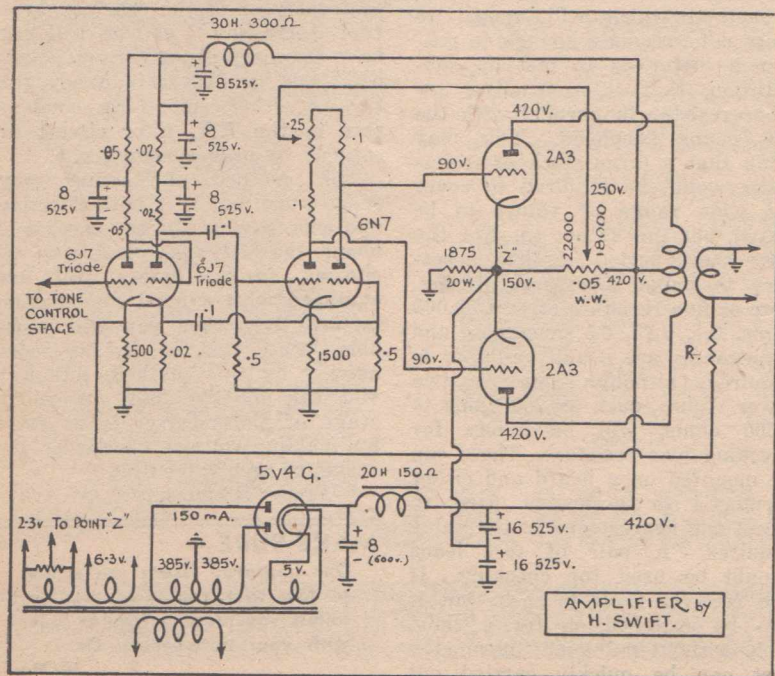 30H 300Ω
+
- 8 525v.
420V.
.05
.02
+ 8
- 525v.
.25
.1
2A3
8
525v
+
-
+ 8
- 525v.
90v.
250v.
.05
.02
.1
.1
6N7
22000
18000
6J7
Triode
6J7
Triode
1875
20 W.
"Z"
150v.
420 v.
.05
W.W.
TO TONE
CONTROL
STAGE
.1
500
.02
.5
1500
.5
90v.
2A3
R.
420V.
5V4 G.
20H 150Ω
2·3v TO POINT "Z"
150 mA.
+
- 8
(600v.)
420V.
6·3v.
385v.
385v.
5v.
+
- 16 525v.
+
- 16 525v.
AMPLIFIER by
H. SWIFT.